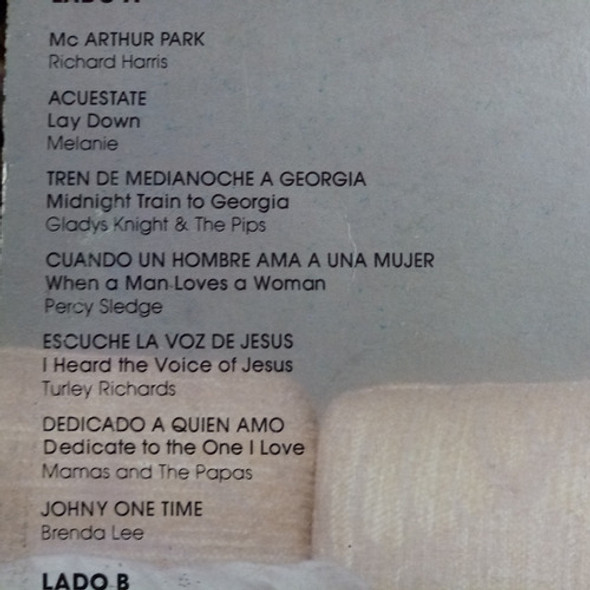 LADO A
Mc ARTHUR PARK
Richard Harris
ACUESTATE
Lay Down
Melanie
TREN DE MEDIANOCHE A GEORGIA
Midnight Train to Georgia
Gladys Knight & The Pips
CUANDO UN HOMBRE AMA A UNA MUJER
When a Man Loves a Woman
Percy Sledge
ESCUCHE LA VOZ DE JESUS
I Heard the Voice of Jesus
Turley Richards
DEDICADO A QUIEN AMO
Dedicate to the One I Love
Mamas and The Papas
JOHNY ONE TIME
Brenda Lee
LADO B